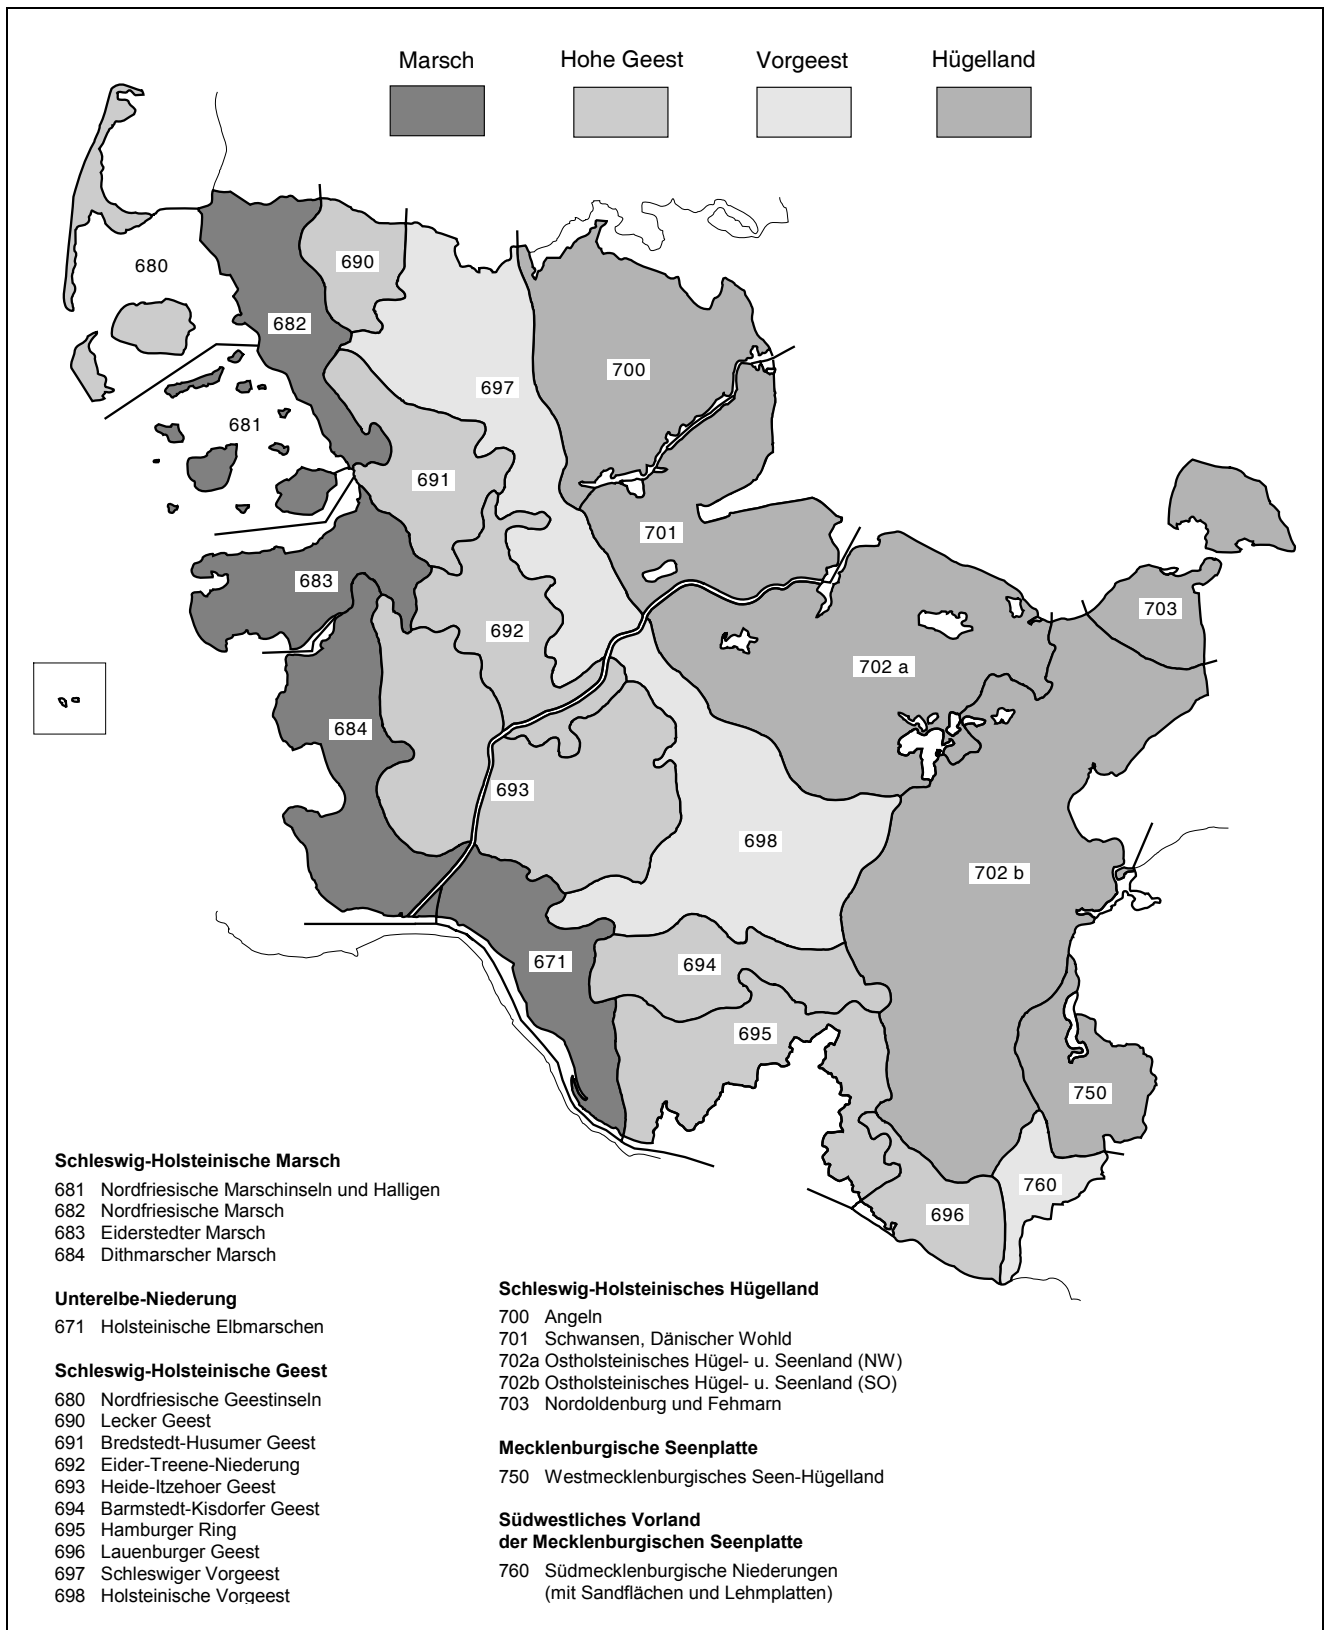 Marsch Hohe Geest Vorgeest Hügelland
690
680
682
700
697
681
691
701
683
703
692
702 a
684
693
698
702 b
671
694
695
750
760
696
Schleswig-Holsteinische Marsch
681 Nordfriesische Marschinseln und Halligen
682 Nordfriesische Marsch
683 Eiderstedter Marsch
684 Dithmarscher Marsch
Unterelbe-Niederung
671 Holsteinische Elbmarschen
Schleswig-Holsteinische Geest
680 Nordfriesische Geestinseln
690 Lecker Geest
691 Bredstedt-Husumer Geest
692 Eider-Treene-Niederung
693 Heide-Itzehoer Geest
694 Barmstedt-Kisdorfer Geest
695 Hamburger Ring
696 Lauenburger Geest
697 Schleswiger Vorgeest
698 Holsteinische Vorgeest
Schleswig-Holsteinisches Hügelland
700 Angeln
701 Schwansen, Dänischer Wohld
702a Ostholsteinisches Hügel- u. Seenland (NW)
702b Ostholsteinisches Hügel- u. Seenland (SO)
703 Nordoldenburg und Fehmarn
Mecklenburgische Seenplatte
750 Westmecklenburgisches Seen-Hügelland
Südwestliches Vorland
der Mecklenburgischen Seenplatte
760 Südmecklenburgische Niederungen
(mit Sandflächen und Lehmplatten)